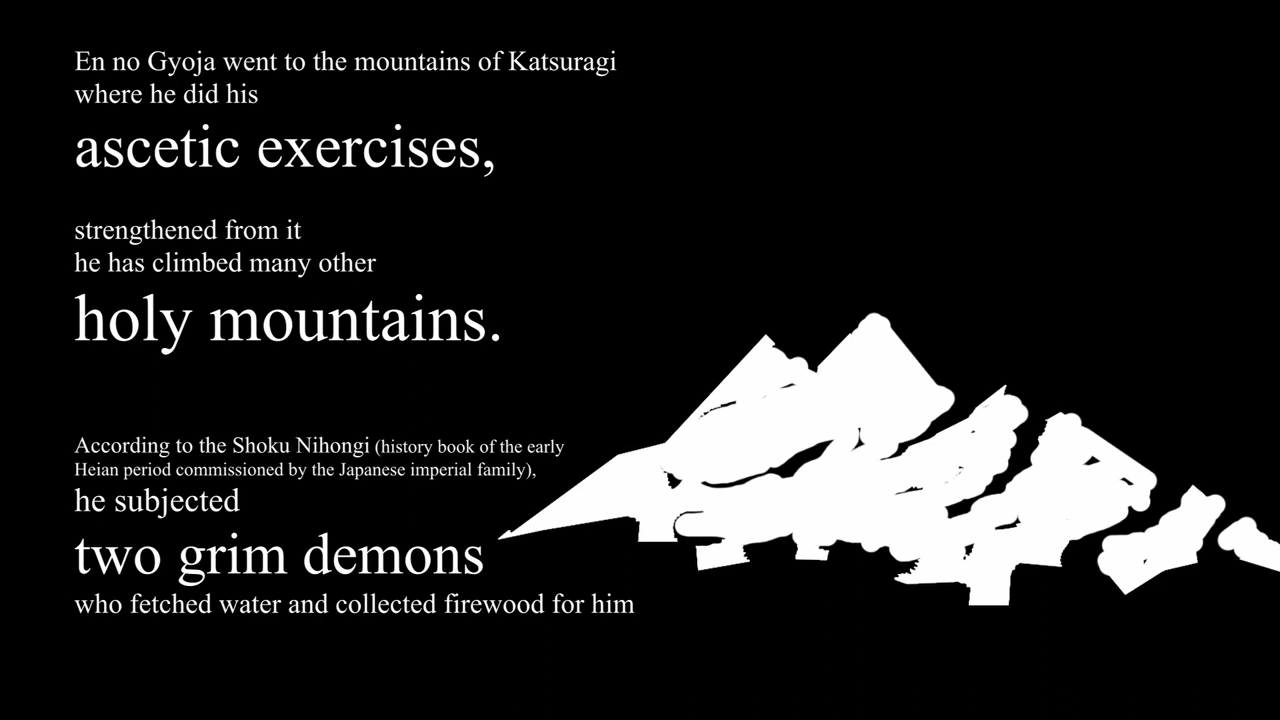 En no Gyoja went to the mountains of Katsuragi
where he did his
ascetic exercises,
strengthened from it
he has climbed many other
holy mountains.
According to the Shoku Nihongi (history book of the early
Heian period commissioned by the Japanese imperial family),
he subjected
two grim demons
who fetched water and collected firewood for him